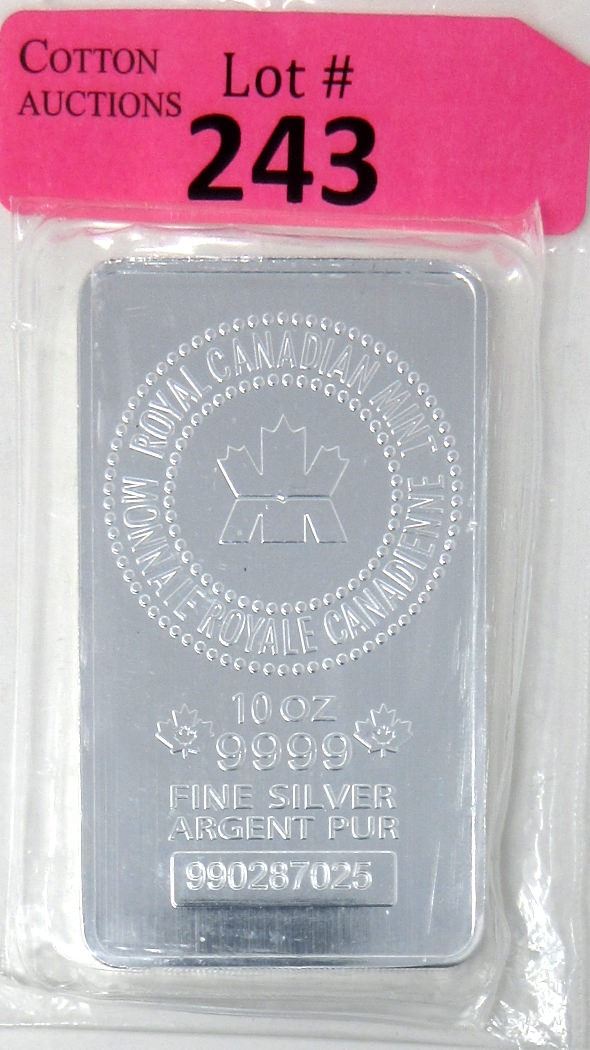 COTTON
AUCTIONS
Lot #
243
ROYAL CANADIAN MINT
MONNAIE ROYALE CANADIENNE
10 OZ
9999
FINE SILVER
ARGENT PUR
990287025